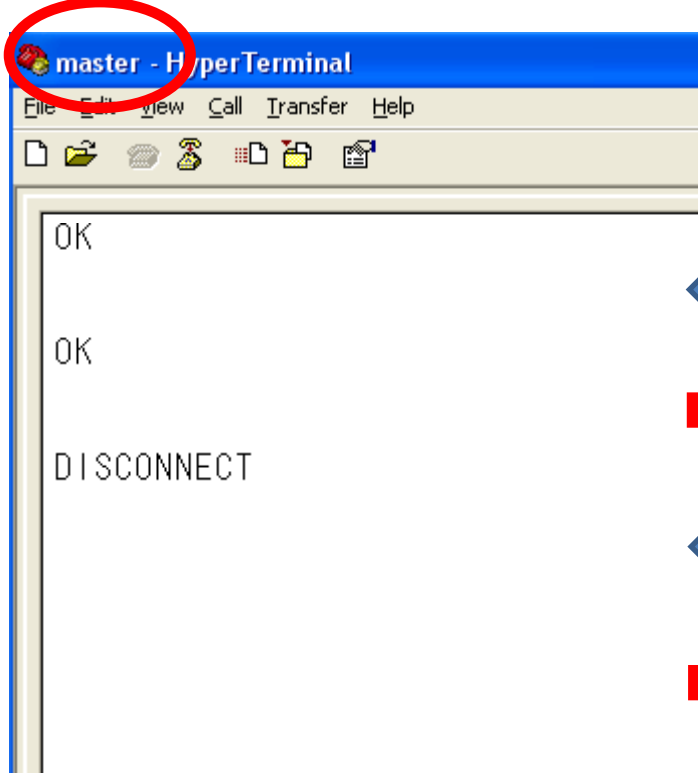 master - HyperTerminal
File Edit View Call Transfer Help
OK
OK
DISCONNECT